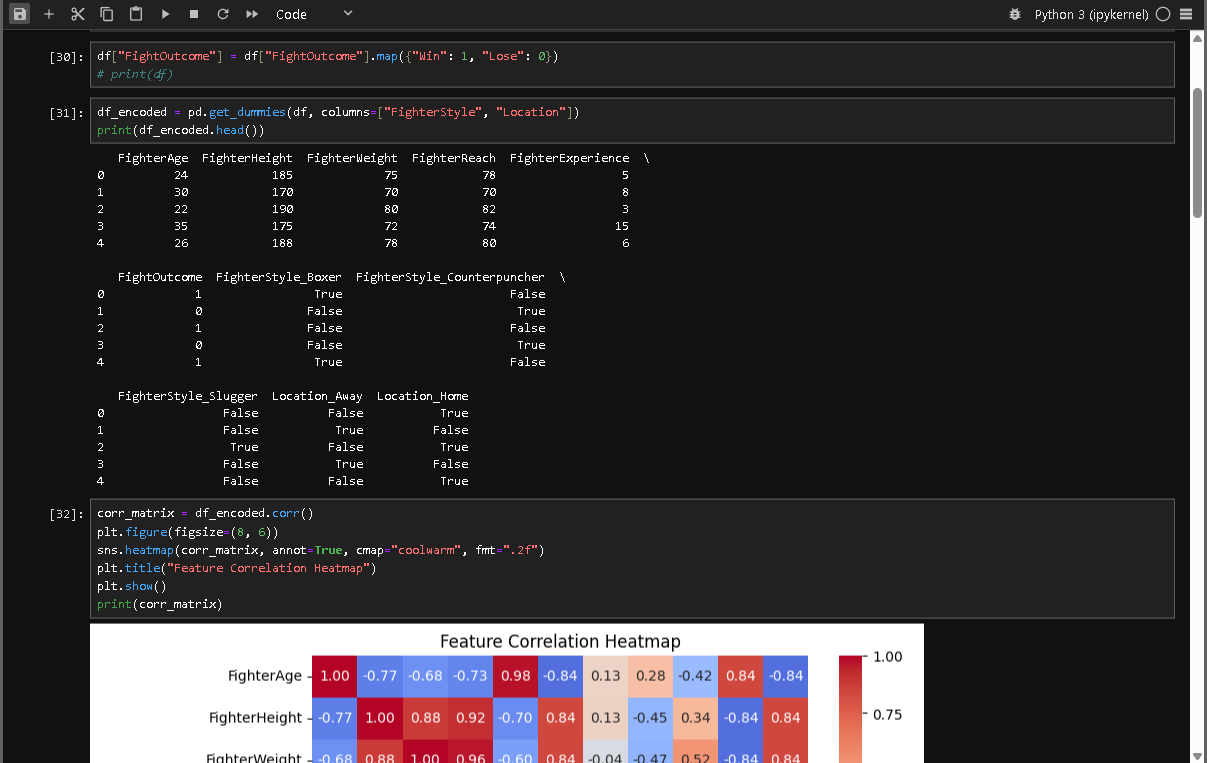 Code Python 3 (ipykernel)
[30]: df["FightOutcome"] = df["FightOutcome"].map({"Win": 1, "Lose": 0})
# print(df)
[31]: df_encoded = pd.get_dummies(df, columns=["FighterStyle", "Location"])
print(df_encoded.head())
FighterAge FighterHeight FighterWeight FighterReach FighterExperience \
0 24 185 75 78 5
1 30 170 70 70 8
2 22 190 80 82 3
3 35 175 72 74 15
4 26 188 78 80 6
FightOutcome FighterStyle_Boxer FighterStyle_Counterpuncher \
0 1 True False
1 0 False True
2 1 False False
3 0 False True
4 1 True False
FighterStyle_Slugger Location_Away Location_Home
0 False False True
1 False True False
2 True False True
3 False True False
4 False False True
[32]: corr_matrix = df_encoded.corr()
plt.figure(figsize=(8, 6))
sns.heatmap(corr_matrix, annot=True, cmap="coolwarm", fmt=".2f")
plt.title("Feature Correlation Heatmap")
plt.show()
print(corr_matrix)
Feature Correlation Heatmap
1.00
FighterAge 1.00 -0.77 -0.68 -0.73 0.98 -0.84 0.13 0.28 -0.42 0.84 -0.84
FighterHeight -0.77 1.00 0.88 0.92 -0.70 0.84 0.13 -0.45 0.34 -0.84 0.84
0.75
FighterWeight -0.68 0.88 1.00 0.96 -0.60 0.84 -0.04 -0.47 0.52 -0.84 0.84